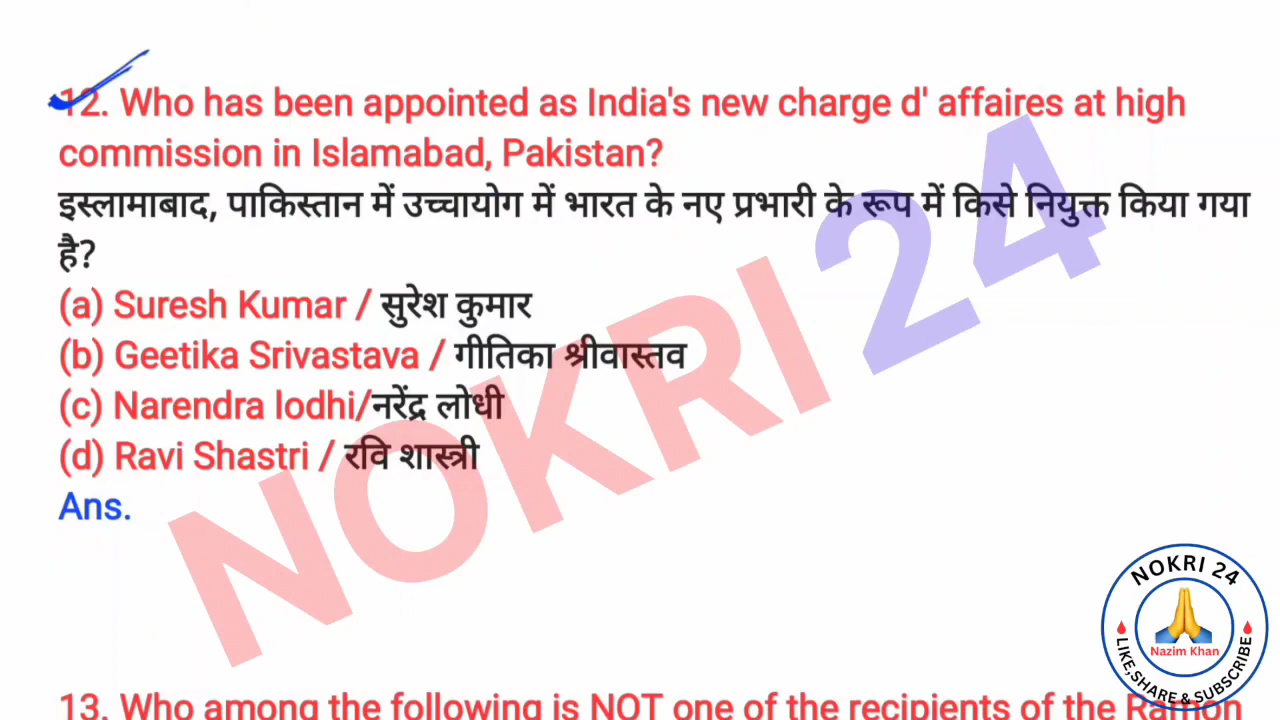 12. Who has been appointed as India's new charge d' affaires at high
commission in Islamabad, Pakistan?
इस्लामाबाद, पाकिस्तान में उच्चायोग में भारत के नए प्रभारी के रूप में किसे नियुक्त किया गया
है?
(a) Suresh Kumar / सुरेश कुमार
(b) Geetika Srivastava / गीतिका श्रीवास्तव
(c) Narendra lodhi/नरेंद्र लोधी
(d) Ravi Shastri / रवि शास्त्री
Ans.
NOKRI 24
NOKRI 24
Nazim Khan
LIKE,SHARE & SUBSCRIBE
13. Who among the following is NOT one of the recipients of the